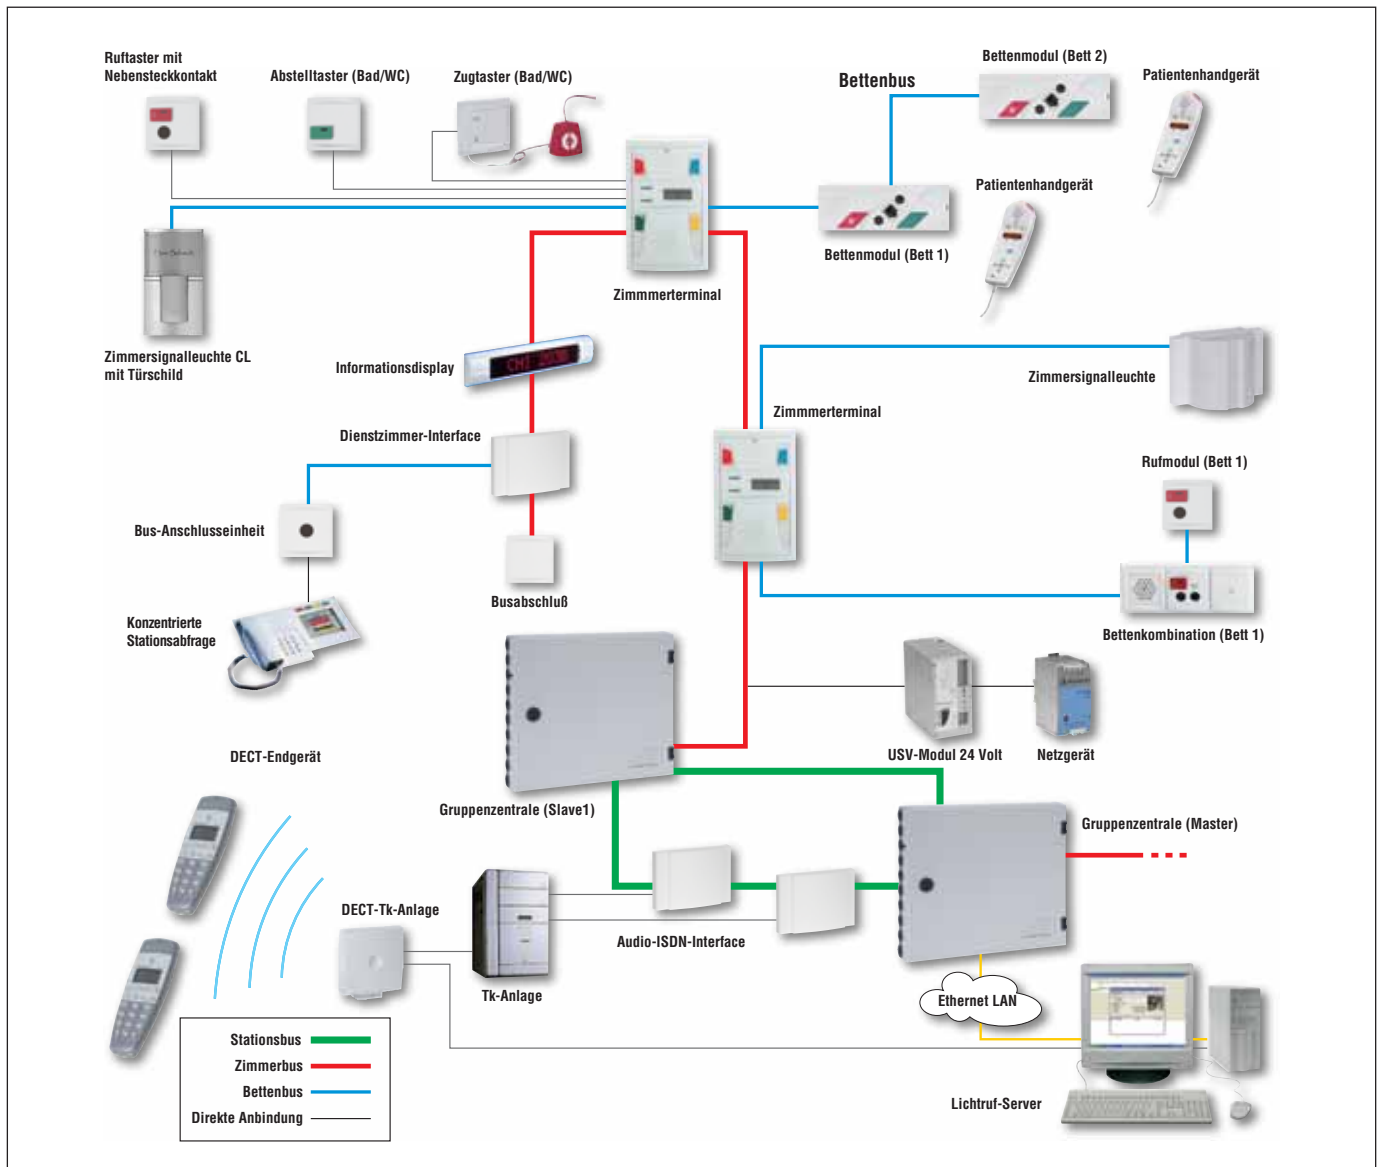 Ruftaster mit
Nebensteckkontakt
Abstelltaster (Bad/WC)
Zugtaster (Bad/WC)
Bettenbus
Bettenmodul (Bett 2)
Patientenhandgerät
Patientenhandgerät
Bettenmodul (Bett 1)
Zimmmerterminal
Zimmersignalleuchte CL
mit Türschild
Informationsdisplay
Zimmersignalleuchte
Zimmmerterminal
Dienstzimmer-Interface
Rufmodul (Bett 1)
Bus-Anschlusseinheit
Busabschluß
Konzentrierte
Stationsabfrage
Bettenkombination (Bett 1)
USV-Modul 24 Volt
Netzgerät
DECT-Endgerät
Gruppenzentrale (Slave1)
Gruppenzentrale (Master)
DECT-Tk-Anlage
Audio-ISDN-Interface
Tk-Anlage
Ethernet LAN
Stationsbus
Zimmerbus
Bettenbus
Direkte Anbindung
Lichtruf-Server